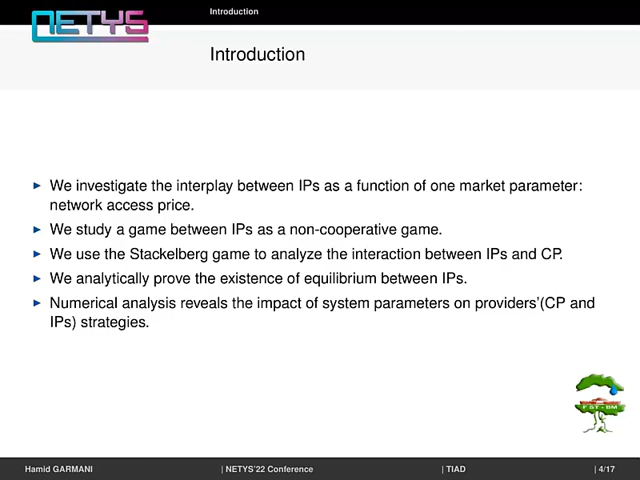 Introduction
NETYS
Introduction
We investigate the interplay between IPs as a function of one market parameter:
network access price.
We study a game between IPs as a non-cooperative game.
We use the Stackelberg game to analyze the interaction between IPs and CP.
We analytically prove the existence of equilibrium between IPs.
Numerical analysis reveals the impact of system parameters on providers'(CP and
IPs) strategies.
FST-BM
Hamid GARMANI | NETYS'22 Conference | TIAD | 4/17